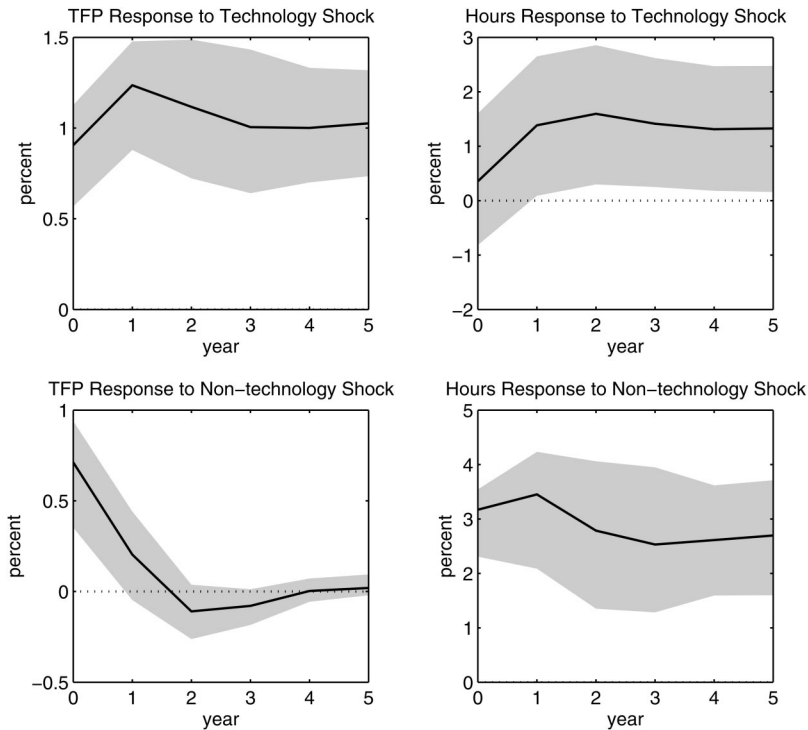 TFP Response to Technology Shock
1.5
1
0.5
0
percent
0 1 2 3 4 5
year
Hours Response to Technology Shock
3
2
1
0
−1
−2
percent
0 1 2 3 4 5
year
TFP Response to Non−technology Shock
1
0.5
0
−0.5
percent
0 1 2 3 4 5
year
Hours Response to Non−technology Shock
5
4
3
2
1
0
percent
0 1 2 3 4 5
year